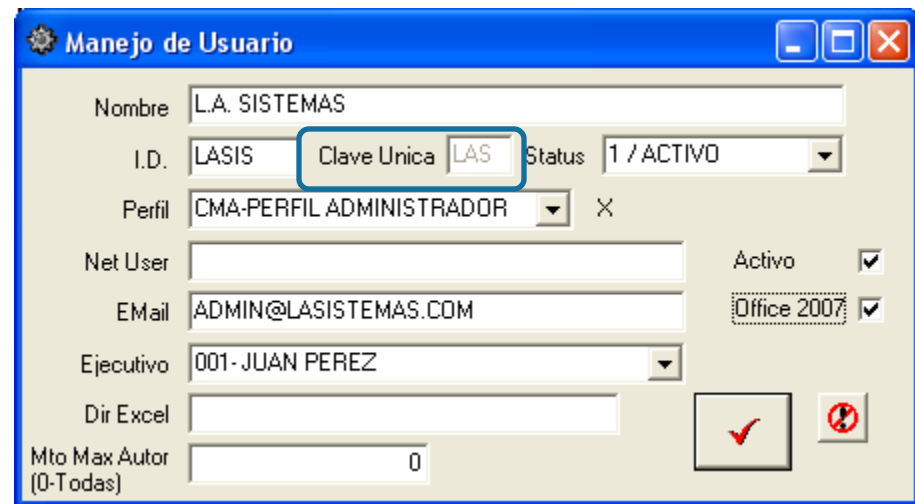 Manejo de Usuario
Nombre L.A. SISTEMAS
I.D. LASIS Clave Unica LAS Status 1 / ACTIVO
Perfil CMA-PERFIL ADMINISTRADOR X
Net User Activo
EMail ADMIN@LASISTEMAS.COM Office 2007
Ejecutivo 001- JUAN PEREZ
Dir Excel
Mto Max Autor 0
(0-Todas)